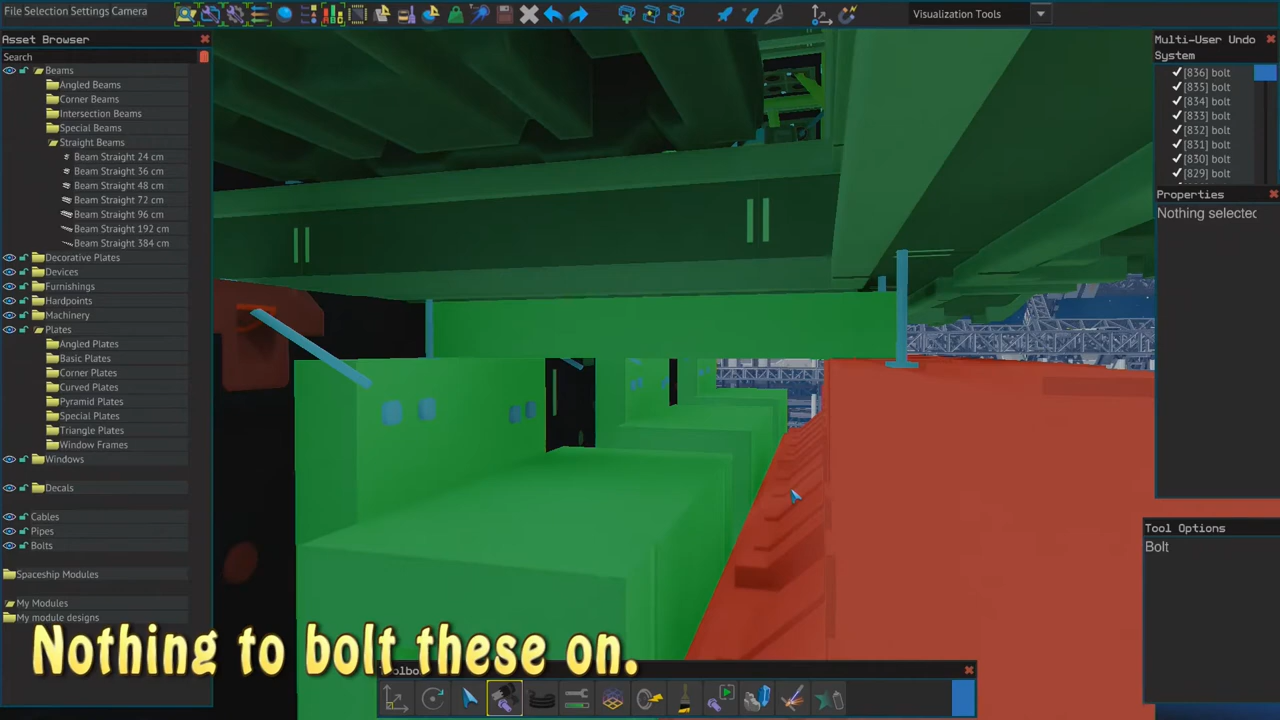 File Selection Settings Camera
Visualization Tools
Asset Browser
Search
Beams
Angled Beams
Corner Beams
Intersection Beams
Special Beams
Straight Beams
Beam Straight 24 cm
Beam Straight 36 cm
Beam Straight 48 cm
Beam Straight 72 cm
Beam Straight 96 cm
Beam Straight 192 cm
Beam Straight 384 cm
Decorative Plates
Devices
Furnishings
Hardpoints
Machinery
Plates
Angled Plates
Basic Plates
Corner Plates
Curved Plates
Pyramid Plates
Special Plates
Triangle Plates
Window Frames
Windows
Decals
Cables
Pipes
Bolts
Spaceship Modules
My Modules
My module designs
Multi-User Undo
System
[836] bolt
[835] bolt
[834] bolt
[833] bolt
[832] bolt
[831] bolt
[830] bolt
[829] bolt
Properties
Nothing selected
Tool Options
Bolt
Nothing to bolt these on.